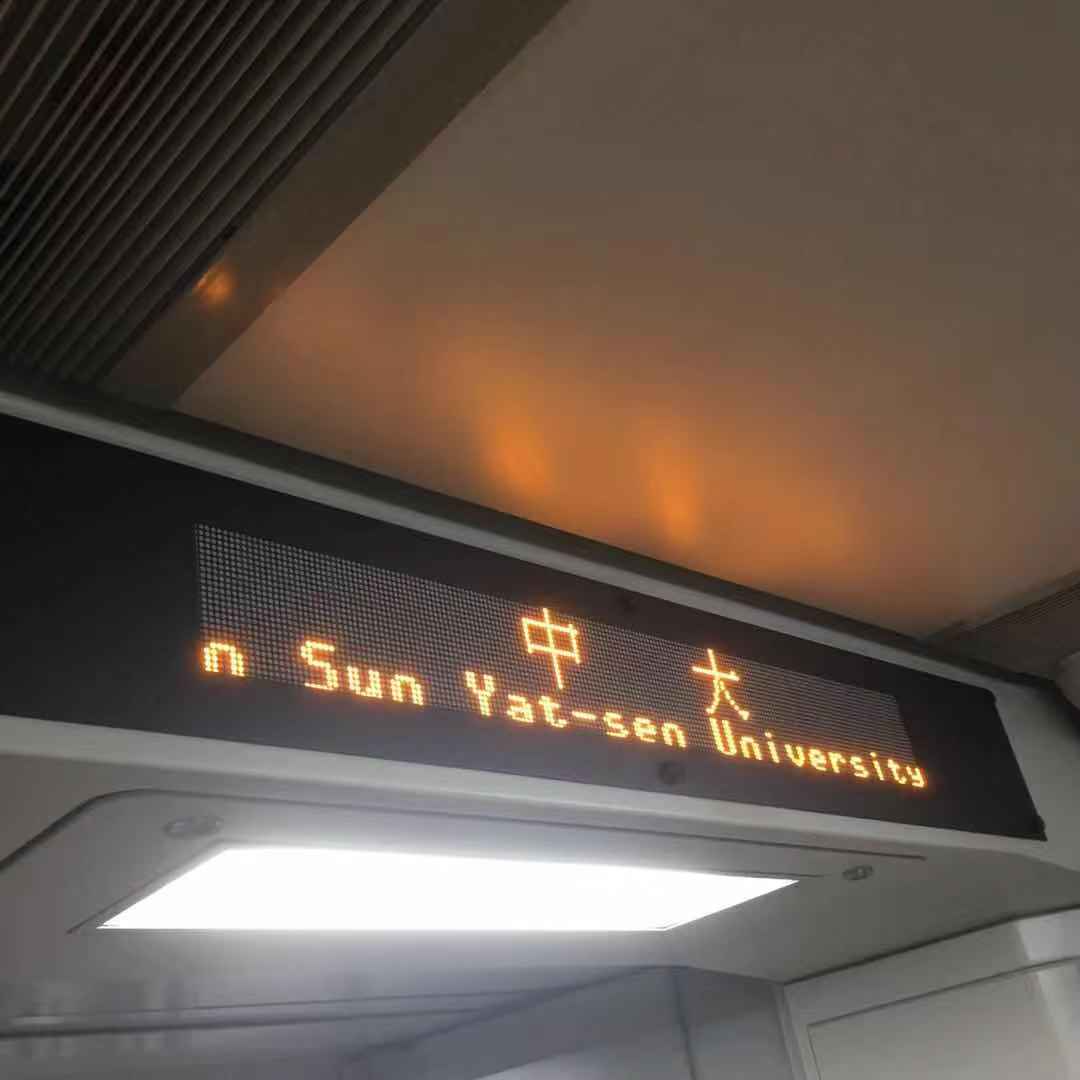 中 大
n Sun Yat-sen University